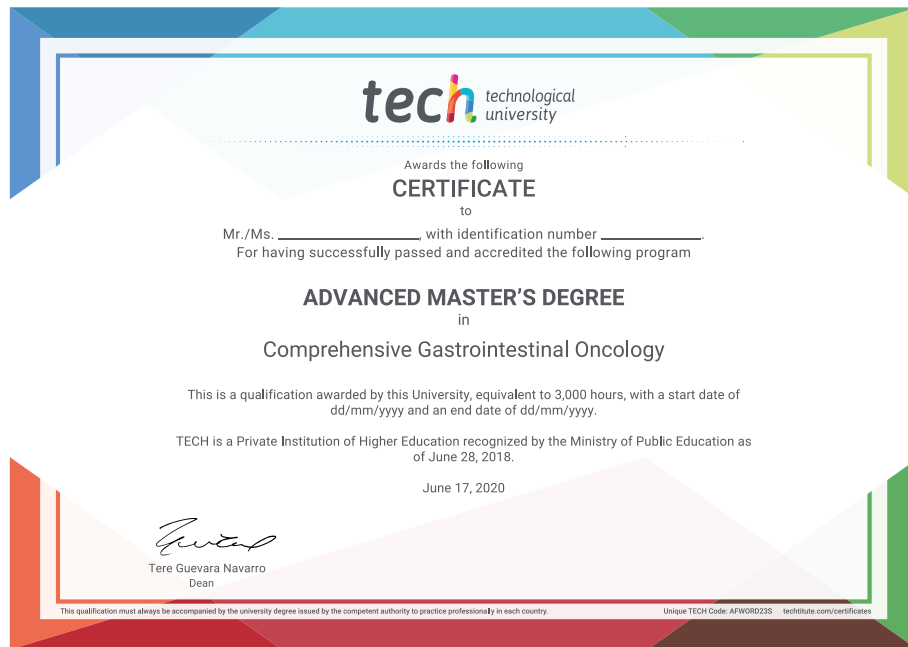 tech technological
university
Awards the following
CERTIFICATE
to
Mr./Ms. ____________, with identification number ____________.
For having successfully passed and accredited the following program
ADVANCED MASTER'S DEGREE
in
Comprehensive Gastrointestinal Oncology
This is a qualification awarded by this University, equivalent to 3,000 hours, with a start date of
dd/mm/yyyy and an end date of dd/mm/yyyy.
TECH is a Private Institution of Higher Education recognized by the Ministry of Public Education as
of June 28, 2018.
June 17, 2020
Tere Guevara Navarro
Dean
This qualification must always be accompanied by the university degree issued by the competent authority to practice professionally in each country. Unique TECH Code: AFWORD23S techtitute.com/certificates